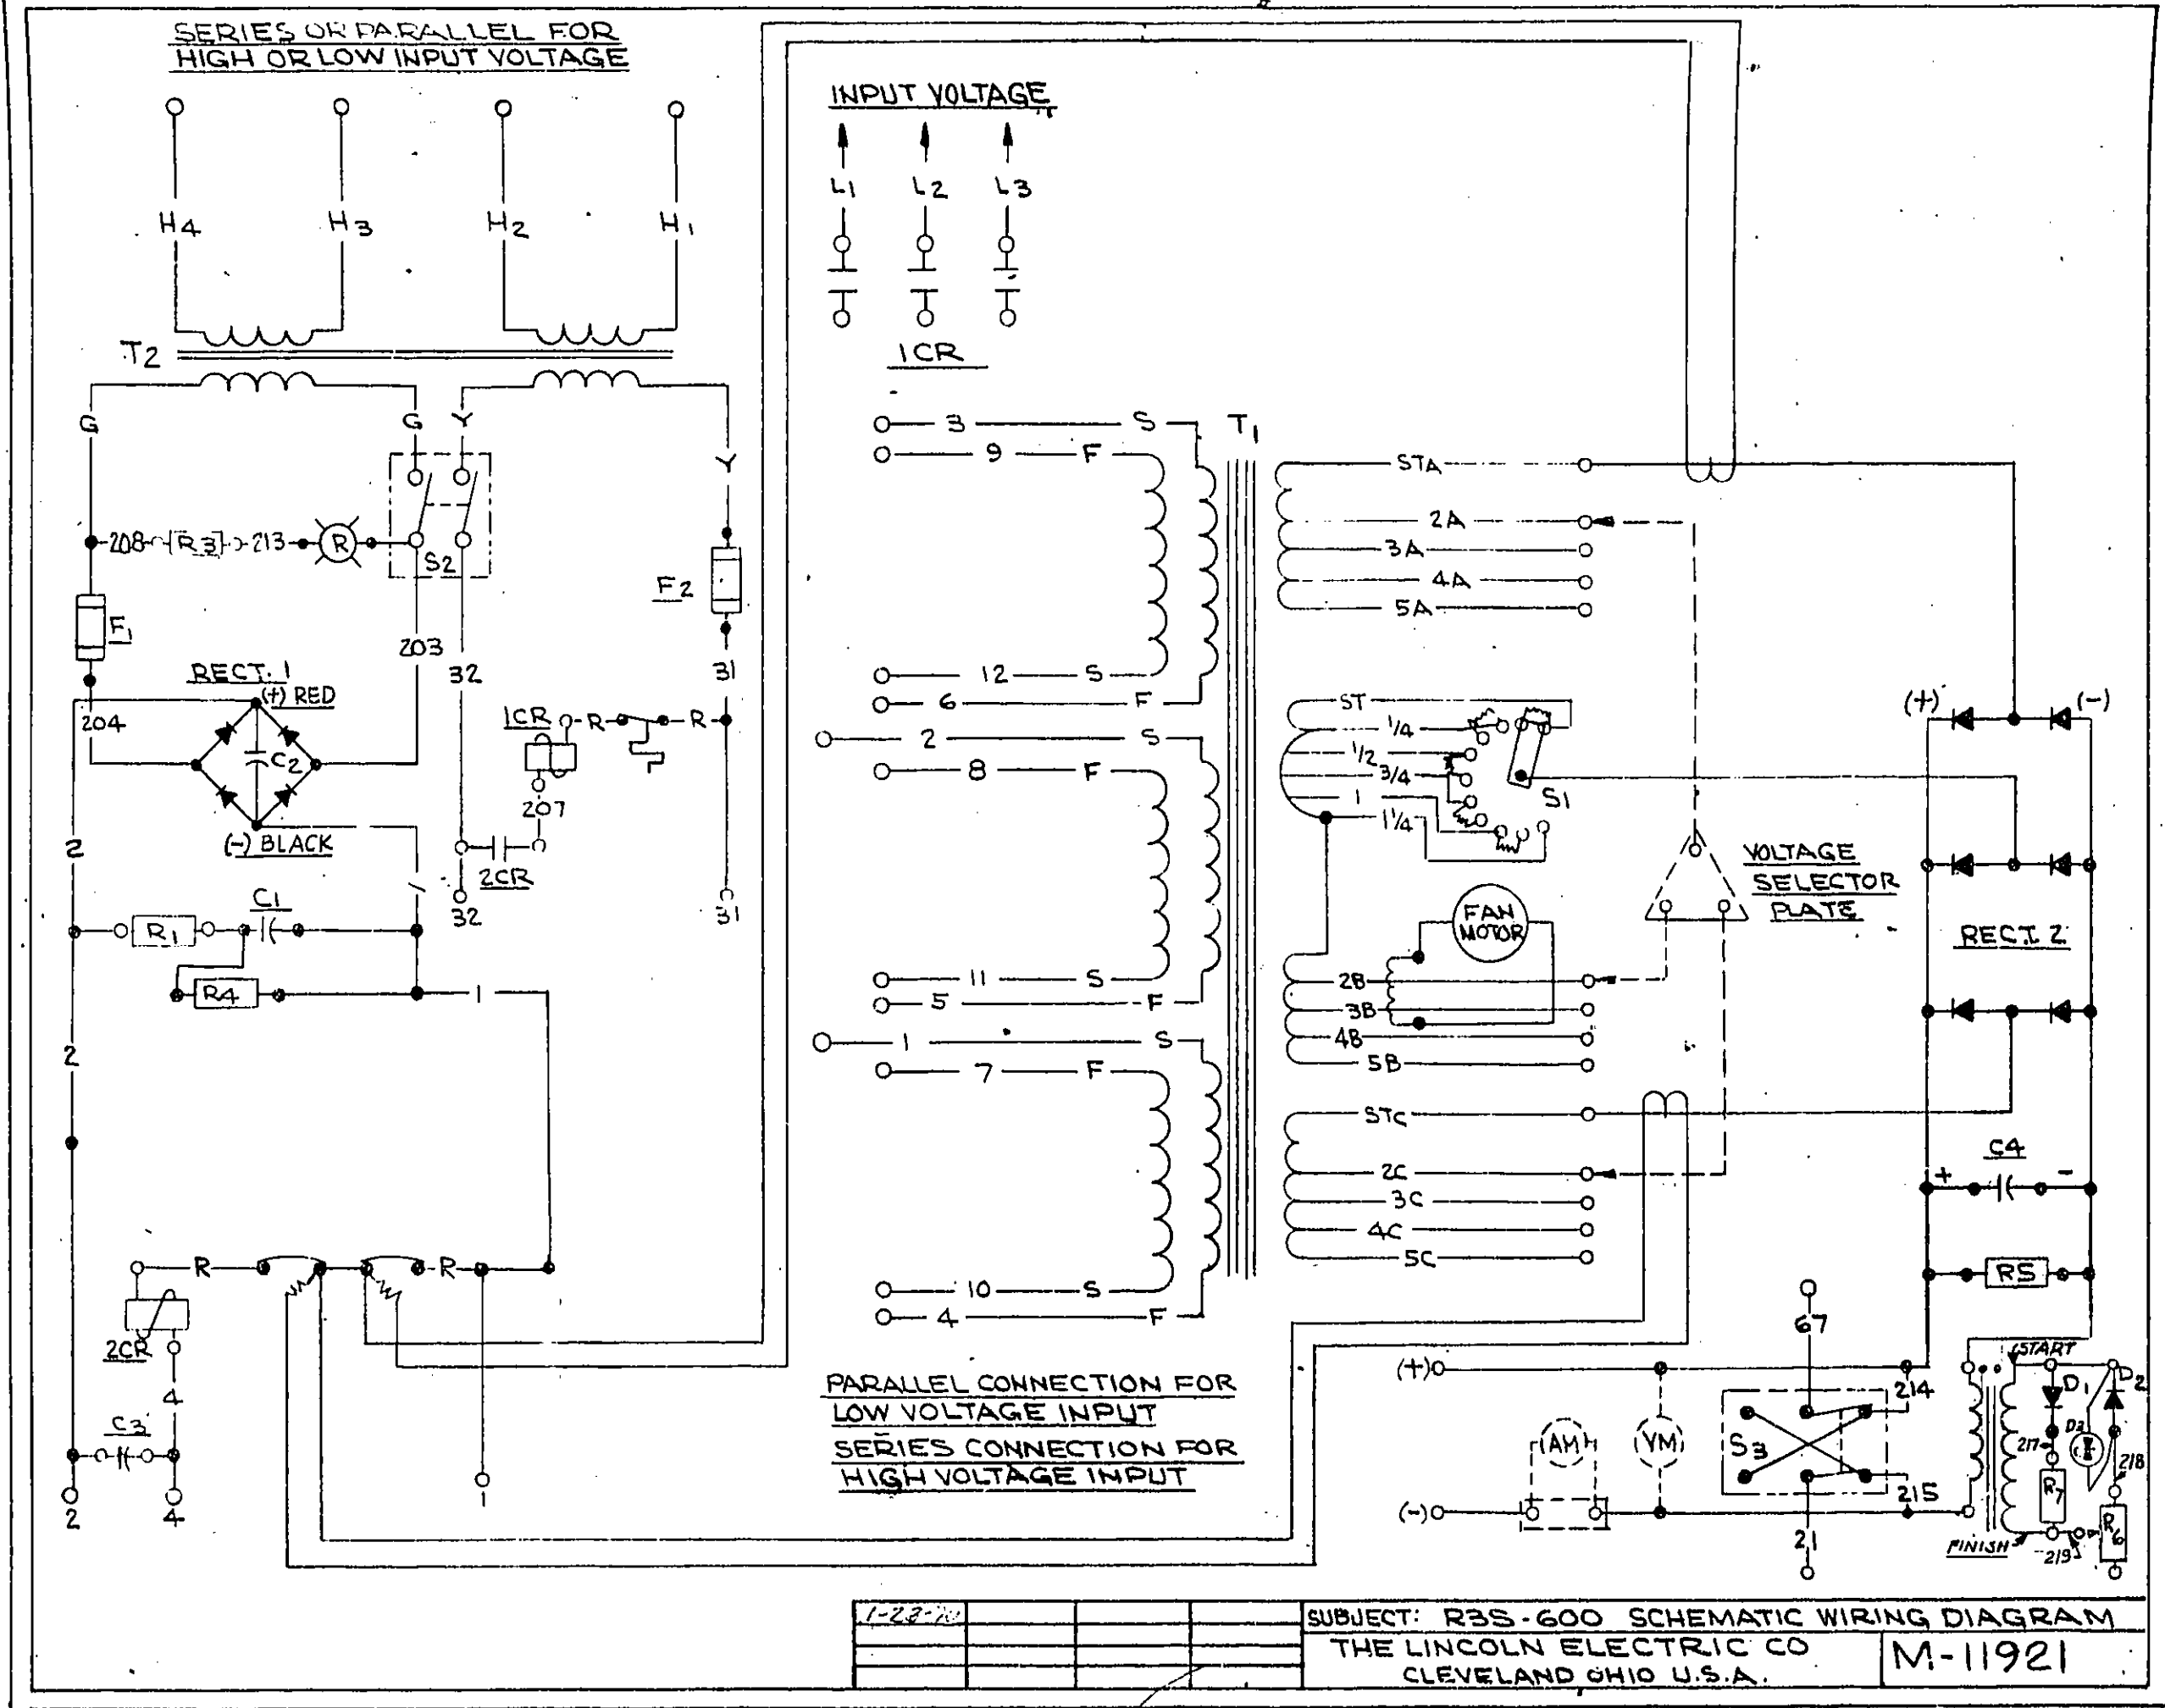 SERIES OR PARALLEL FOR
HIGH OR LOW INPUT VOLTAGE
H4
H3
H2
H1
T2
G
G
Y
Y
208
R3
213
R
S2
F1
F2
203
32
31
RECT. 1
(+) RED
204
C2
(-) BLACK
1CR
R
R
207
2CR
32
31
2
C1
R1
R4
1
2
R
R
2CR
4
C3
2
4
1
INPUT VOLTAGE
L1
L2
L3
1CR
3
S
T1
9
F
12
S
6
F
2
S
8
F
11
S
5
F
1
S
7
F
10
S
4
F
STA
2A
3A
4A
5A
ST
1/4
1/2
3/4
1
1 1/4
S1
FAN
MOTOR
2B
3B
4B
5B
STC
2C
3C
4C
5C
VOLTAGE
SELECTOR
PLATE
(+)
(-)
RECT. 2
C4
+
-
R5
67
(+)
214
START
D1
D2
D3
217
218
AM
VM
S3
R7
R6
(-)
215
21
FINISH
219
PARALLEL CONNECTION FOR
LOW VOLTAGE INPUT
SERIES CONNECTION FOR
HIGH VOLTAGE INPUT
SUBJECT: R3S-600 SCHEMATIC WIRING DIAGRAM
THE LINCOLN ELECTRIC CO
CLEVELAND, OHIO U.S.A.
M-11921